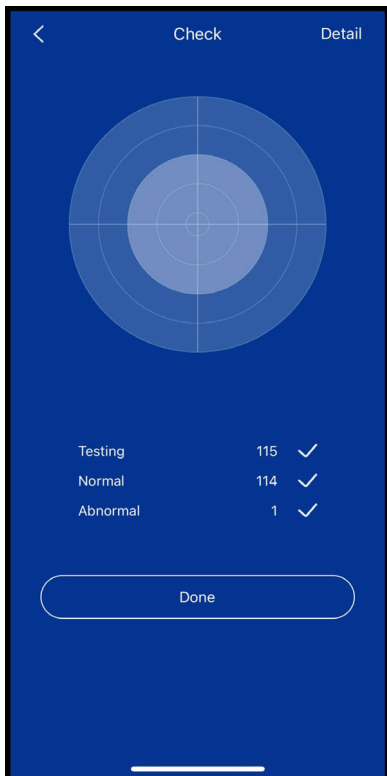 Check Detail
Testing 115
Normal 114
Abnormal 1
Done